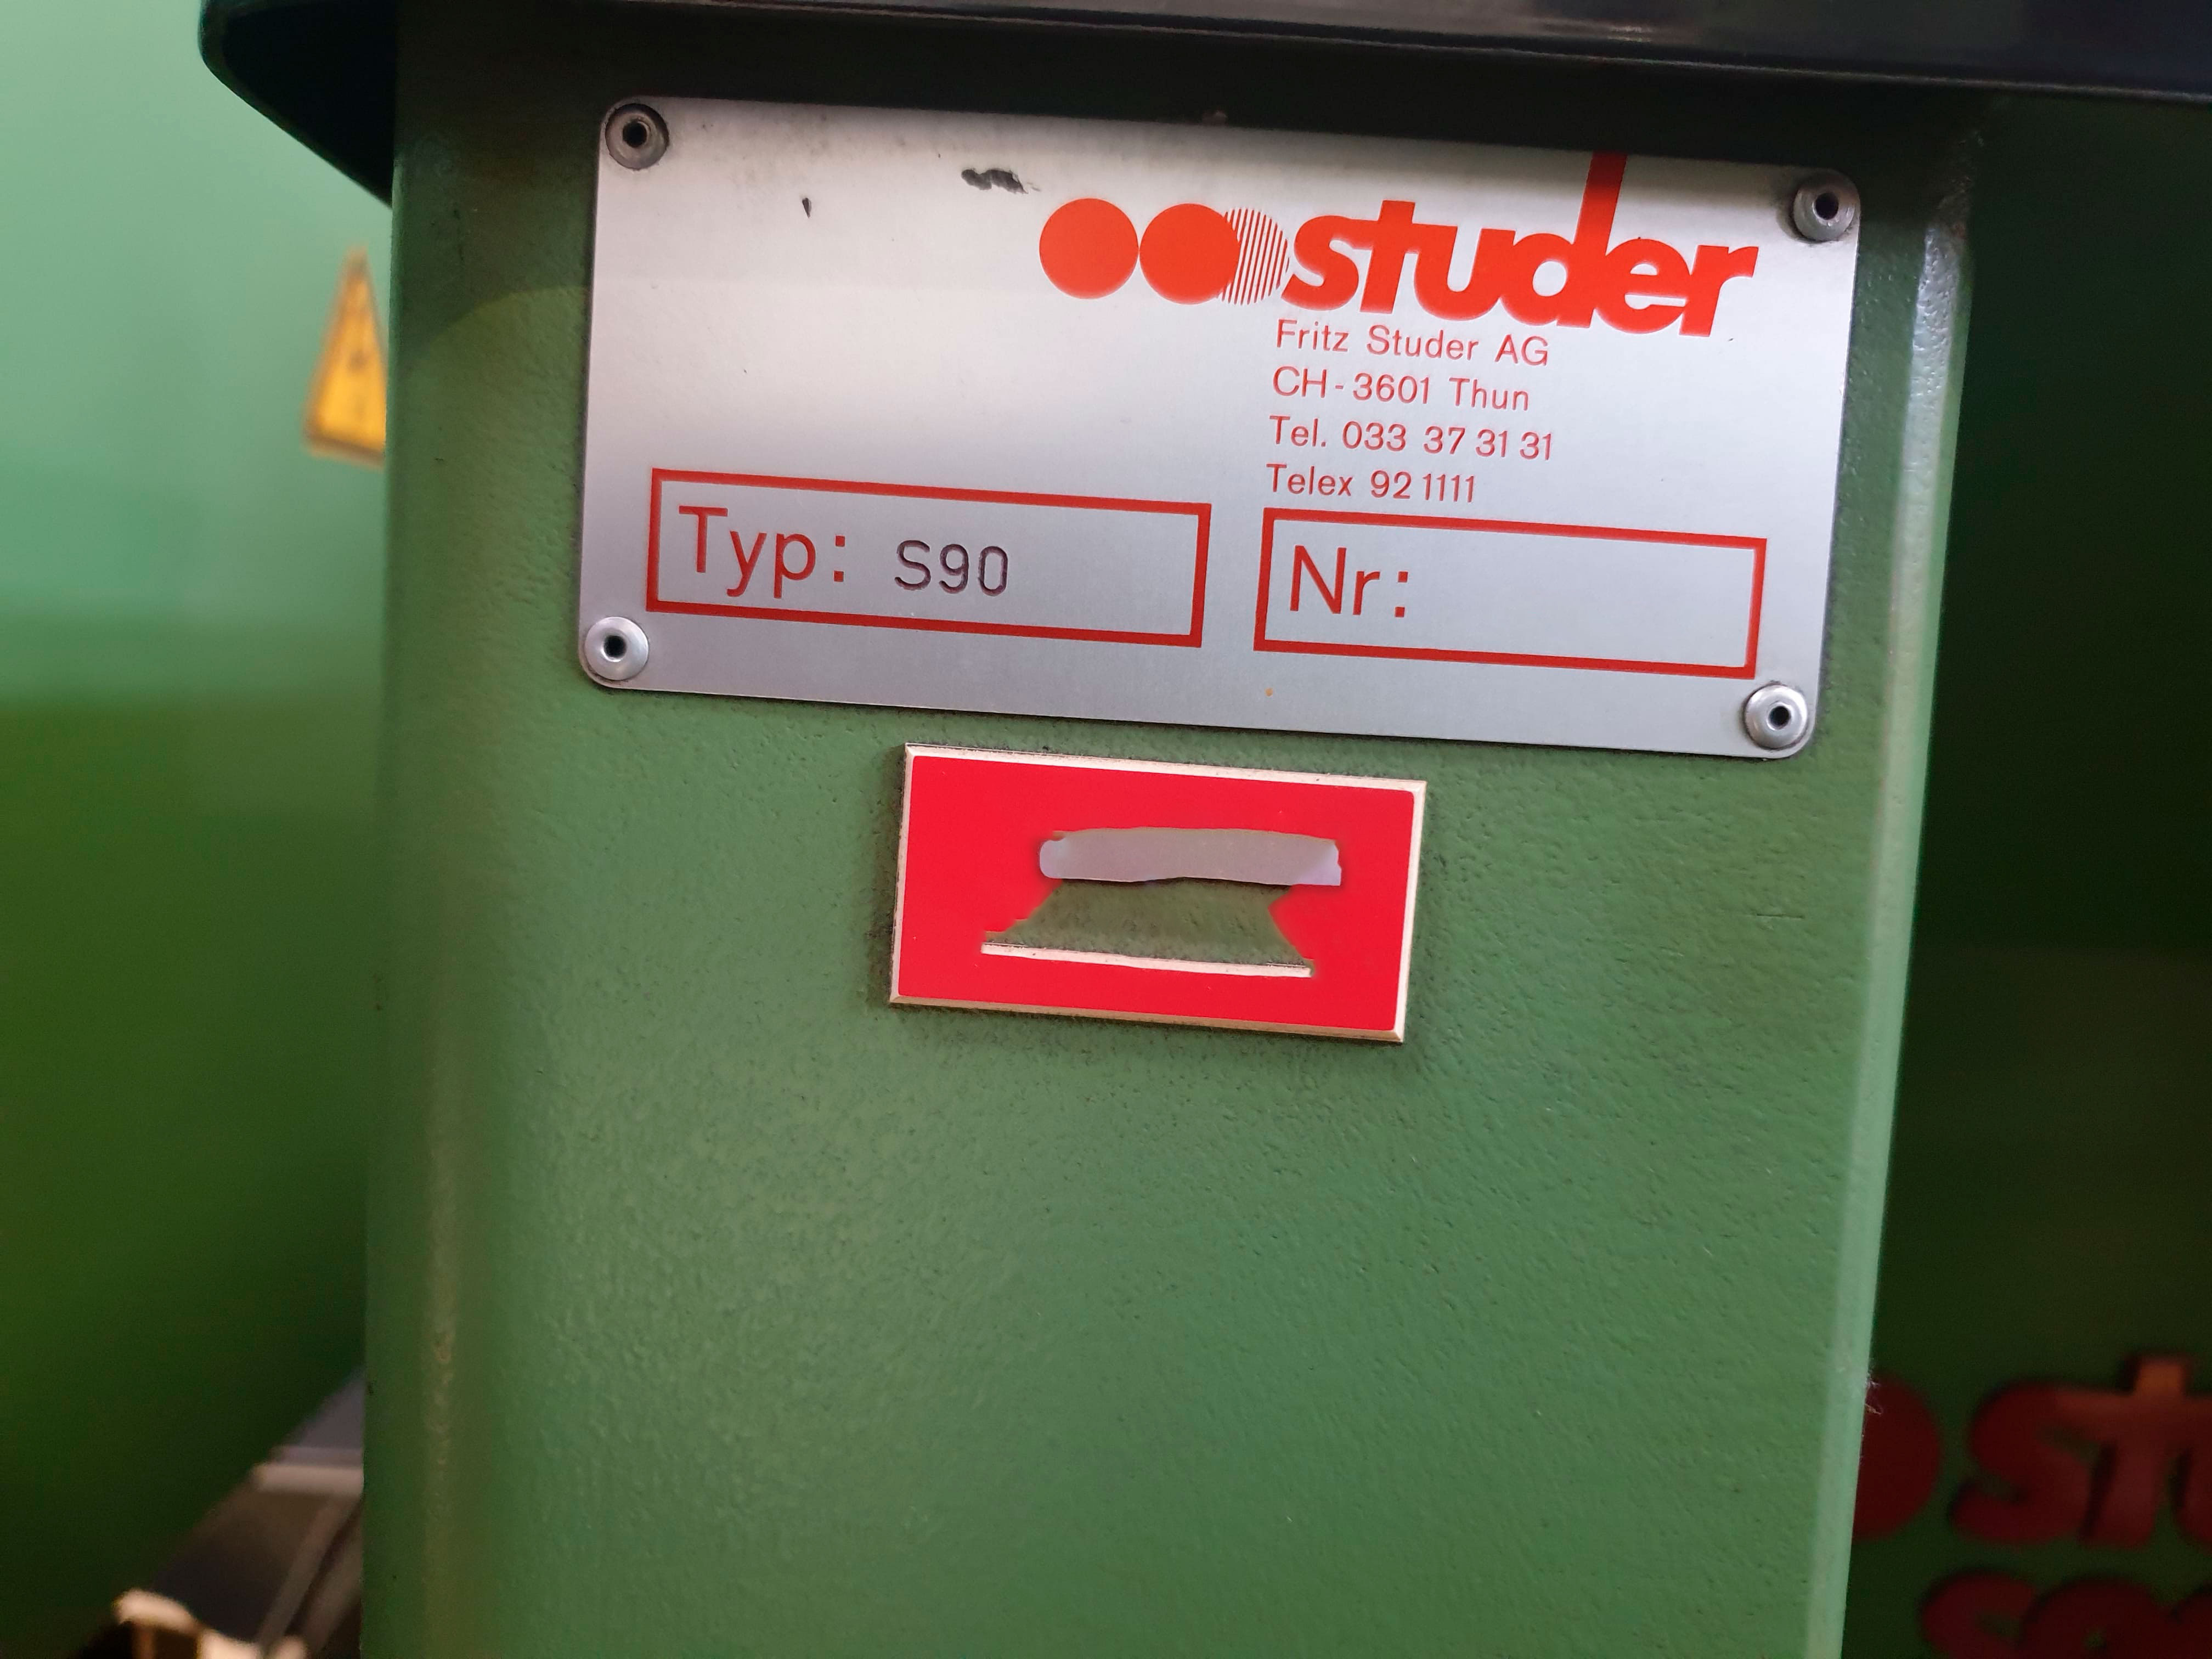 studer
Fritz Studer AG
CH-3601 Thun
Tel. 033 37 31 31
Telex 92 1111
Typ: S90
Nr: